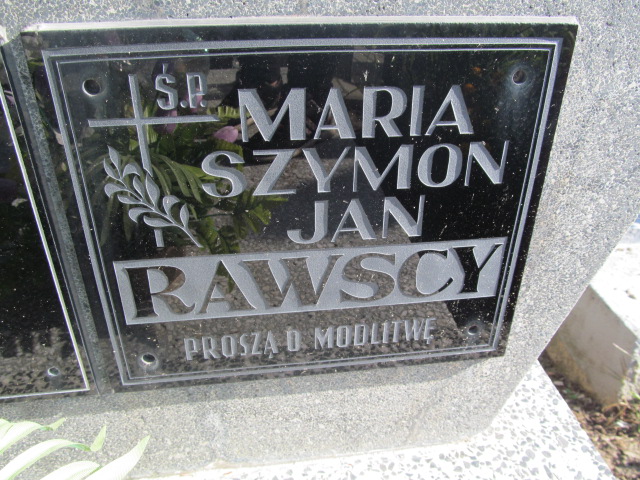 Ś.P. MARIA
SZYMON
JAN
RAWSCY
PROSZĄ O MODLITWĘ